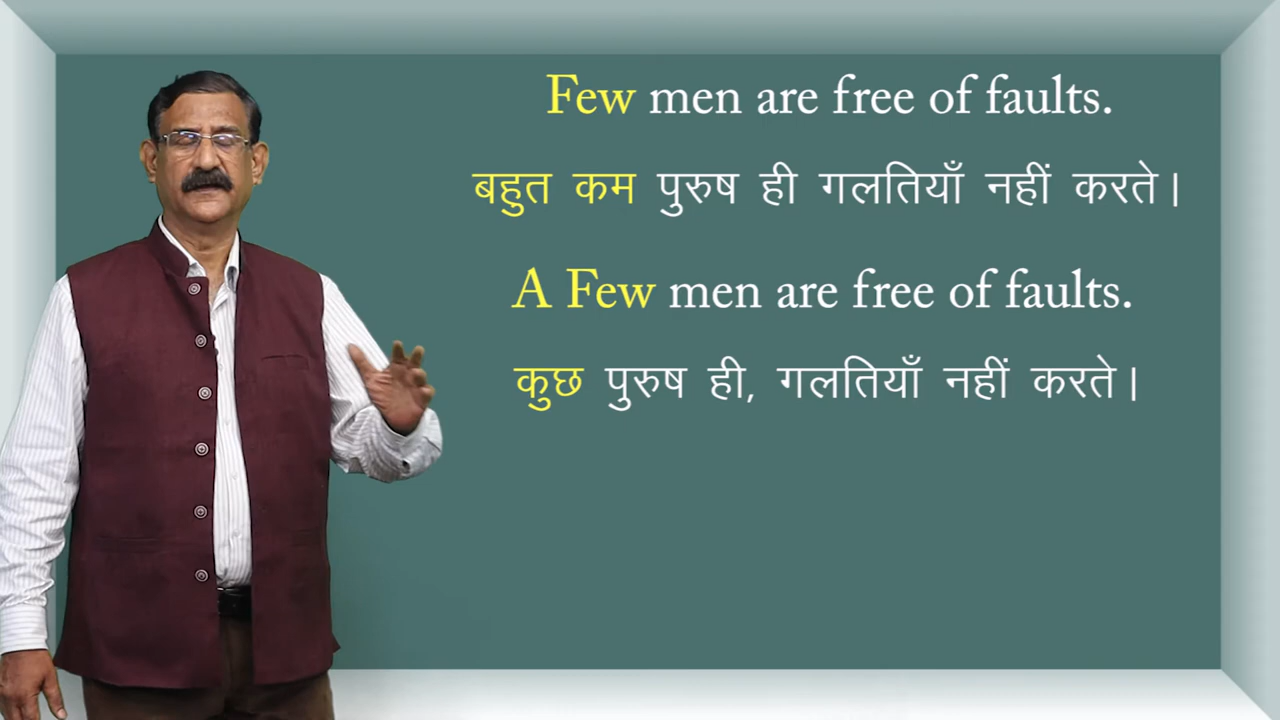 Few men are free of faults.
बहुत कम पुरुष ही गलतियाँ नहीं करते।
A Few men are free of faults.
कुछ पुरुष ही, गलतियाँ नहीं करते।